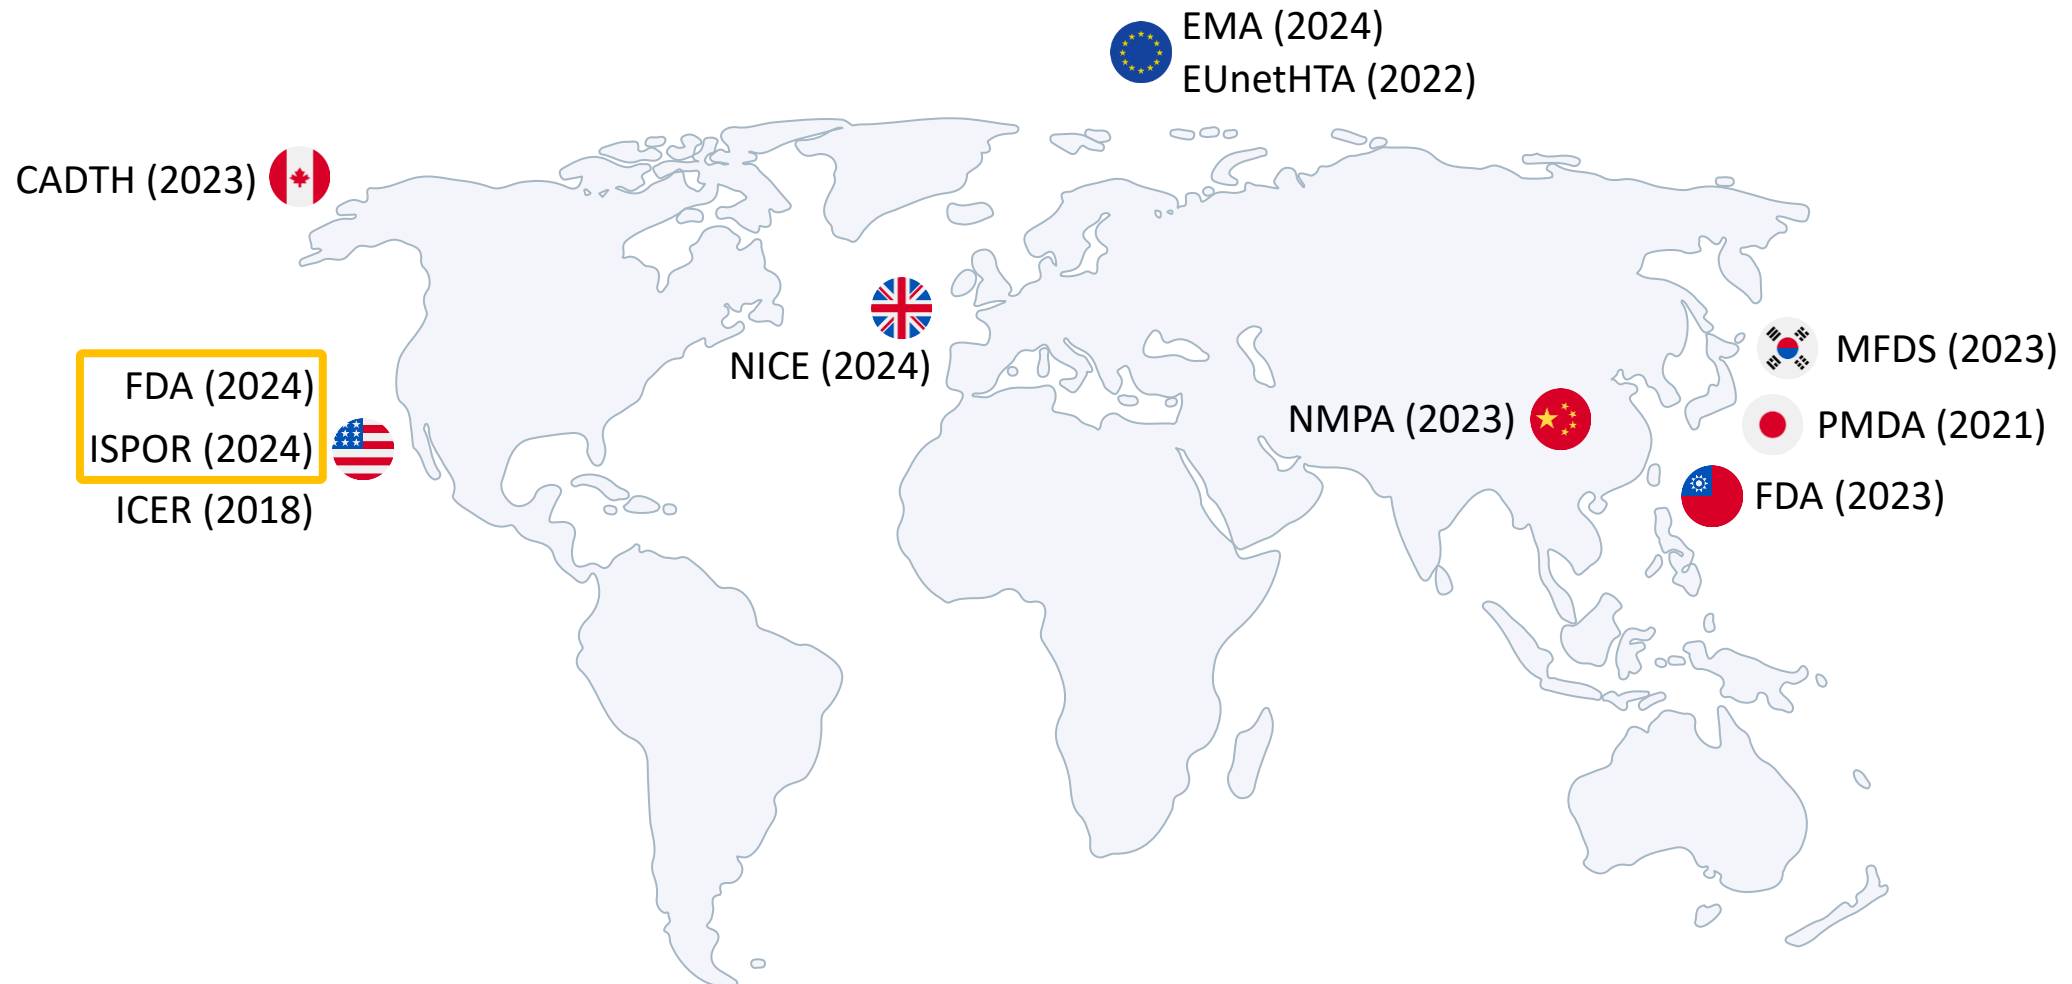 EMA (2024)
EUnetHTA (2022)
CADTH (2023)
FDA (2024)
ISPOR (2024)
ICER (2018)
NICE (2024)
NMPA (2023)
MFDS (2023)
PMDA (2021)
FDA (2023)